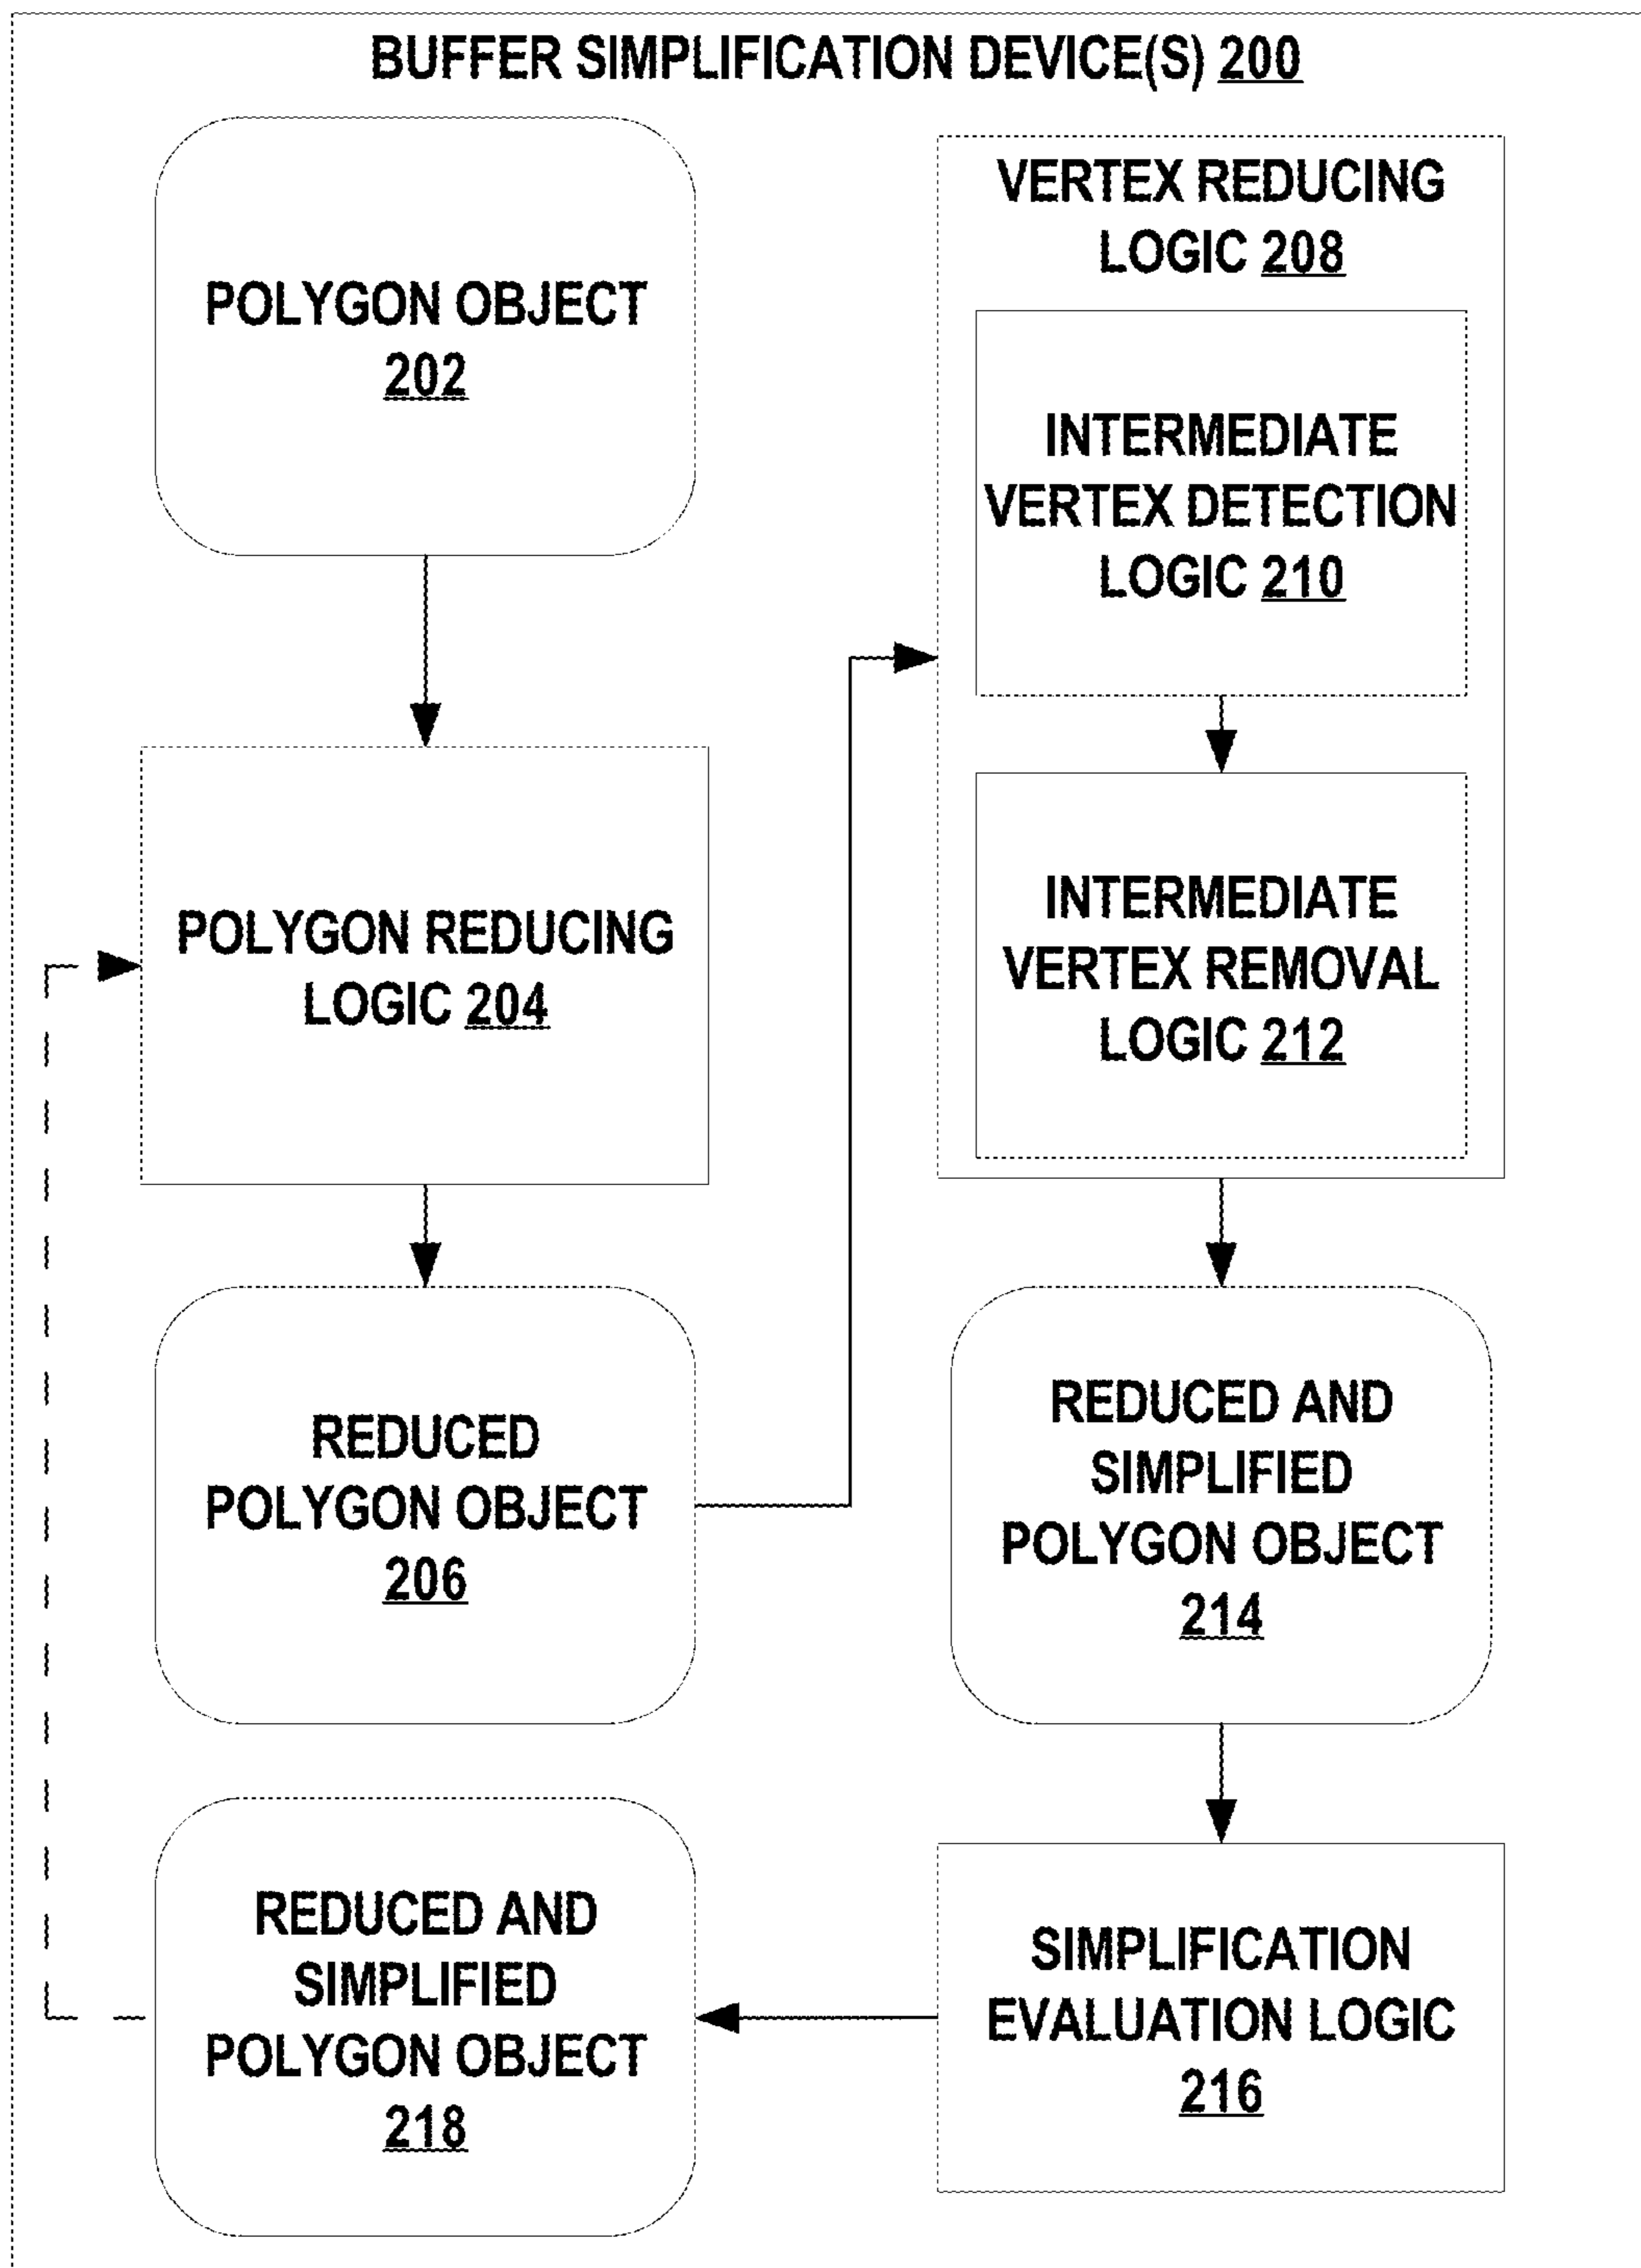 BUFFER SIMPLIFICATION DEVICE(S) 200
POLYGON OBJECT
202
POLYGON REDUCING
LOGIC 204
REDUCED
POLYGON OBJECT
206
VERTEX REDUCING
LOGIC 208
INTERMEDIATE
VERTEX DETECTION
LOGIC 210
INTERMEDIATE
VERTEX REMOVAL
LOGIC 212
REDUCED AND
SIMPLIFIED
POLYGON OBJECT
214
SIMPLIFICATION
EVALUATION LOGIC
216
REDUCED AND
SIMPLIFIED
POLYGON OBJECT
218